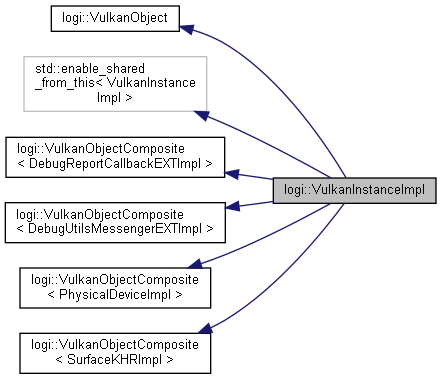 logi::VulkanObject
std::enable_shared
_from_this< VulkanInstance
Impl >
logi::VulkanObjectComposite
< DebugReportCallbackEXTImpl >
logi::VulkanInstanceImpl
logi::VulkanObjectComposite
< DebugUtilsMessengerEXTImpl >
logi::VulkanObjectComposite
< PhysicalDeviceImpl >
logi::VulkanObjectComposite
< SurfaceKHRImpl >